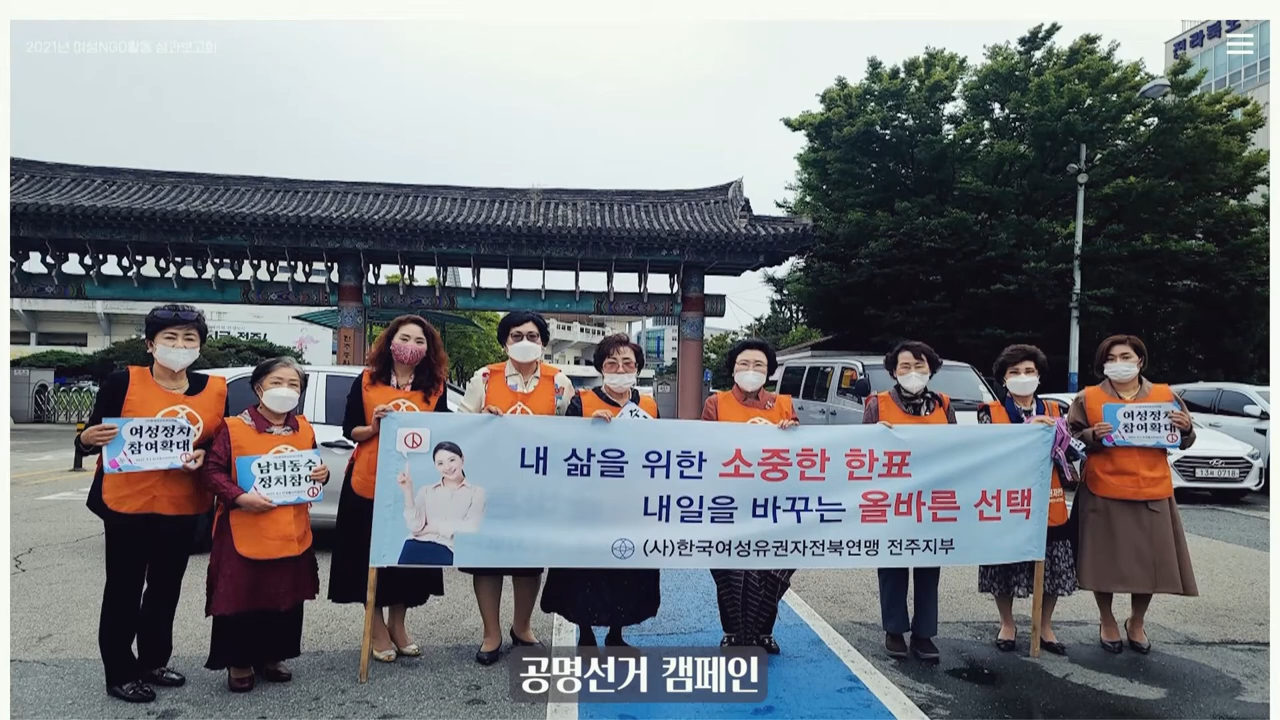 2021년 여성NGO활동 성과보고회
전라북도
여성정치
참여확대
남녀동수
정치참여
여성정치
참여확대
내 삶을 위한 소중한 한표
내일을 바꾸는 올바른 선택
(사)한국여성유권자전북연맹 전주지부
13목 0718
공명선거 캠페인